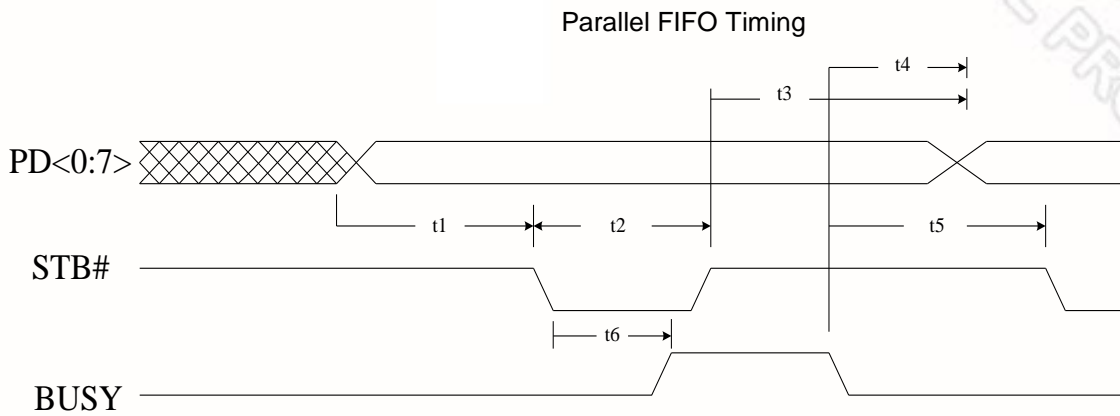 Parallel FIFO Timing
t4
t3
PD<0:7>
t1 t2 t5
STB#
t6
BUSY